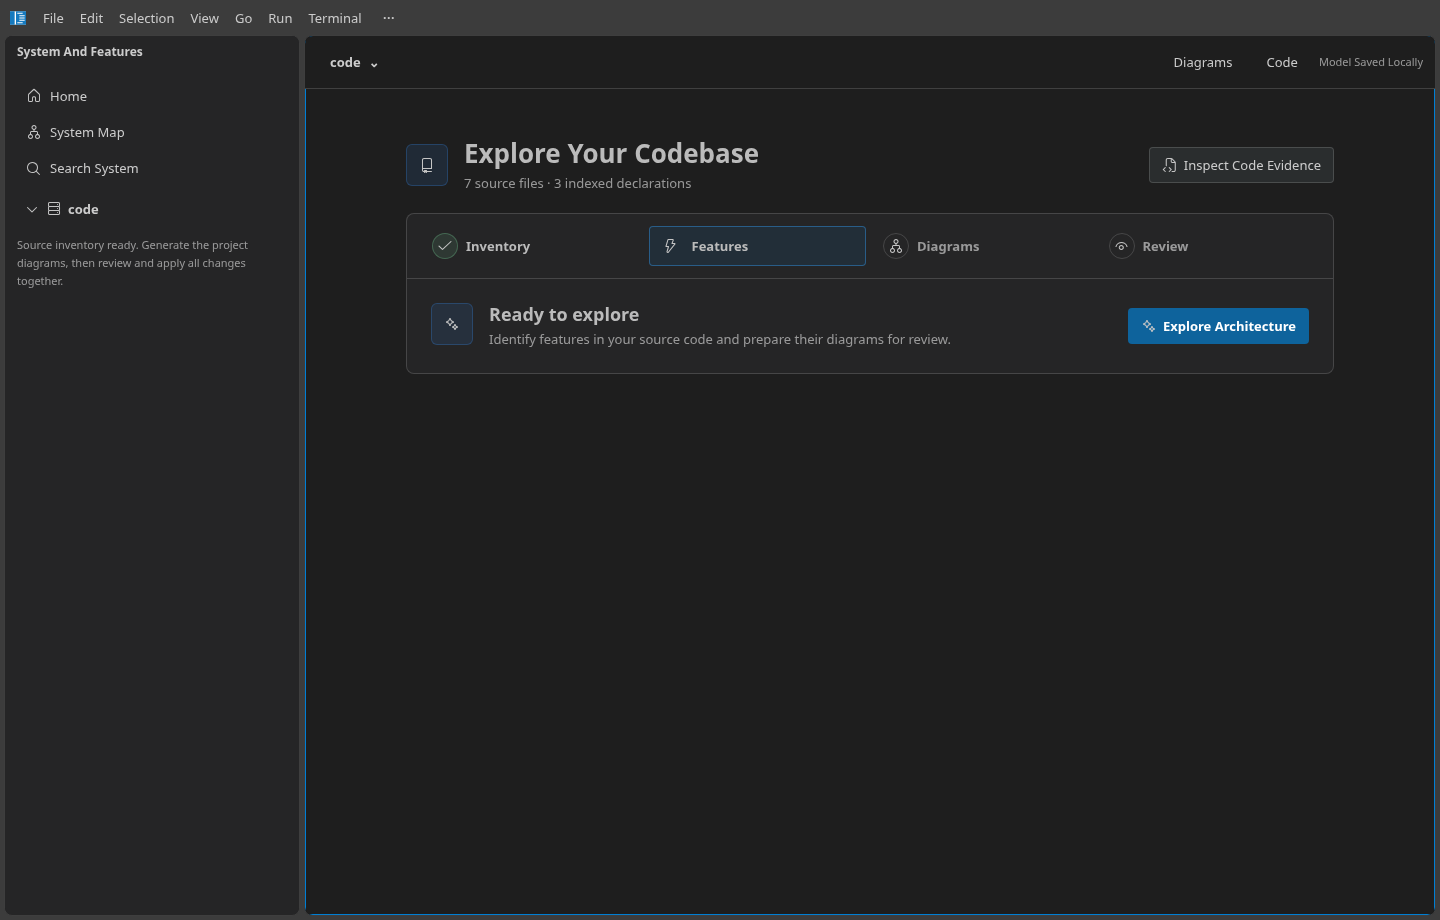 File Edit Selection View Go Run Terminal ···
System And Features
Home
System Map
Search System
code
Source inventory ready. Generate the project
diagrams, then review and apply all changes
together.
code
Diagrams Code Model Saved Locally
Explore Your Codebase
7 source files · 3 indexed declarations
Inspect Code Evidence
Inventory Features Diagrams Review
Ready to explore
Identify features in your source code and prepare their diagrams for review.
Explore Architecture